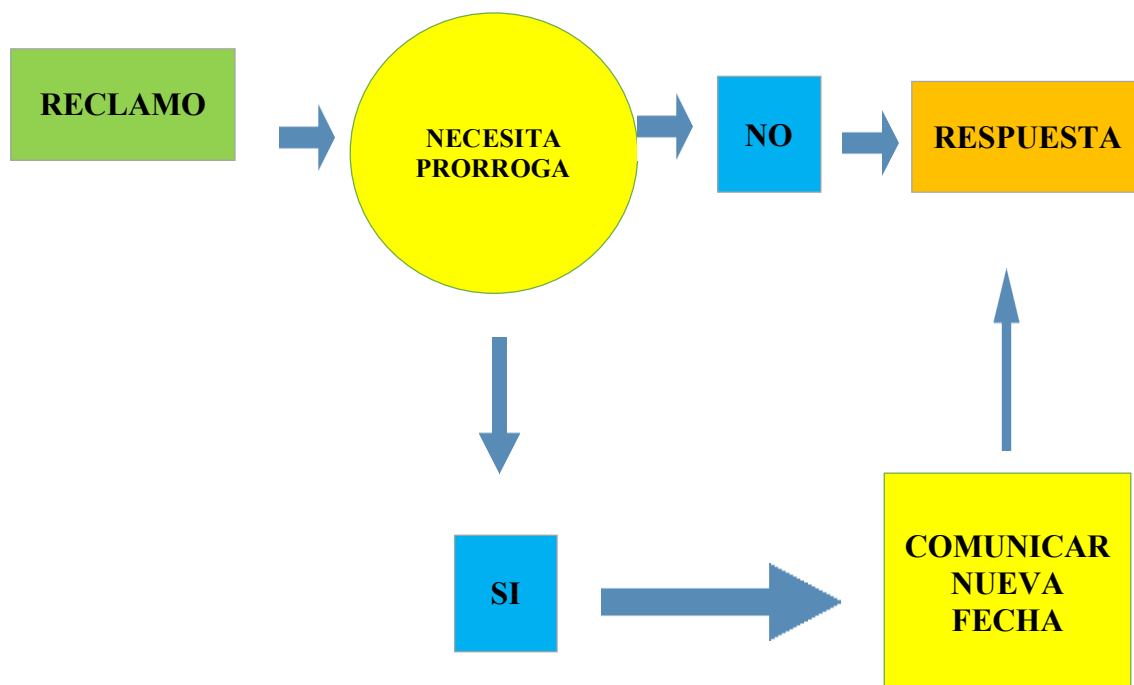 RECLAMO
NECESITA
PRORROGA
NO
RESPUESTA
SI
COMUNICAR
NUEVA
FECHA